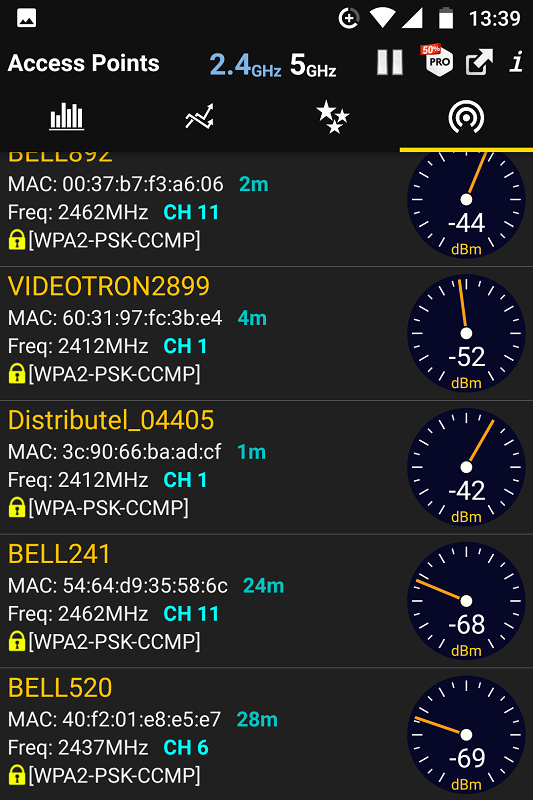 13:39
Access Points 2.4GHz 5GHz 50% PRO i
BELL892
MAC: 00:37:b7:f3:a6:06 2m
Freq: 2462MHz CH 11
[WPA2-PSK-CCMP]
-44
dBm
VIDEOTRON2899
MAC: 60:31:97:fc:3b:e4 4m
Freq: 2412MHz CH 1
[WPA2-PSK-CCMP]
-52
dBm
Distributel_04405
MAC: 3c:90:66:ba:ad:cf 1m
Freq: 2412MHz CH 1
[WPA-PSK-CCMP]
-42
dBm
BELL241
MAC: 54:64:d9:35:58:6c 24m
Freq: 2462MHz CH 11
[WPA2-PSK-CCMP]
-68
dBm
BELL520
MAC: 40:f2:01:e8:e5:e7 28m
Freq: 2437MHz CH 6
[WPA2-PSK-CCMP]
-69
dBm